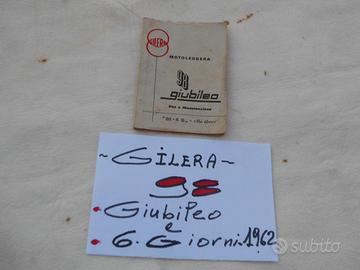 GILERA
MOTOLEGGERA
98
giubileo
Uso e Manutenzione
~GiLERA~
98
Giubileo
e
6. Giorni 1962
subito